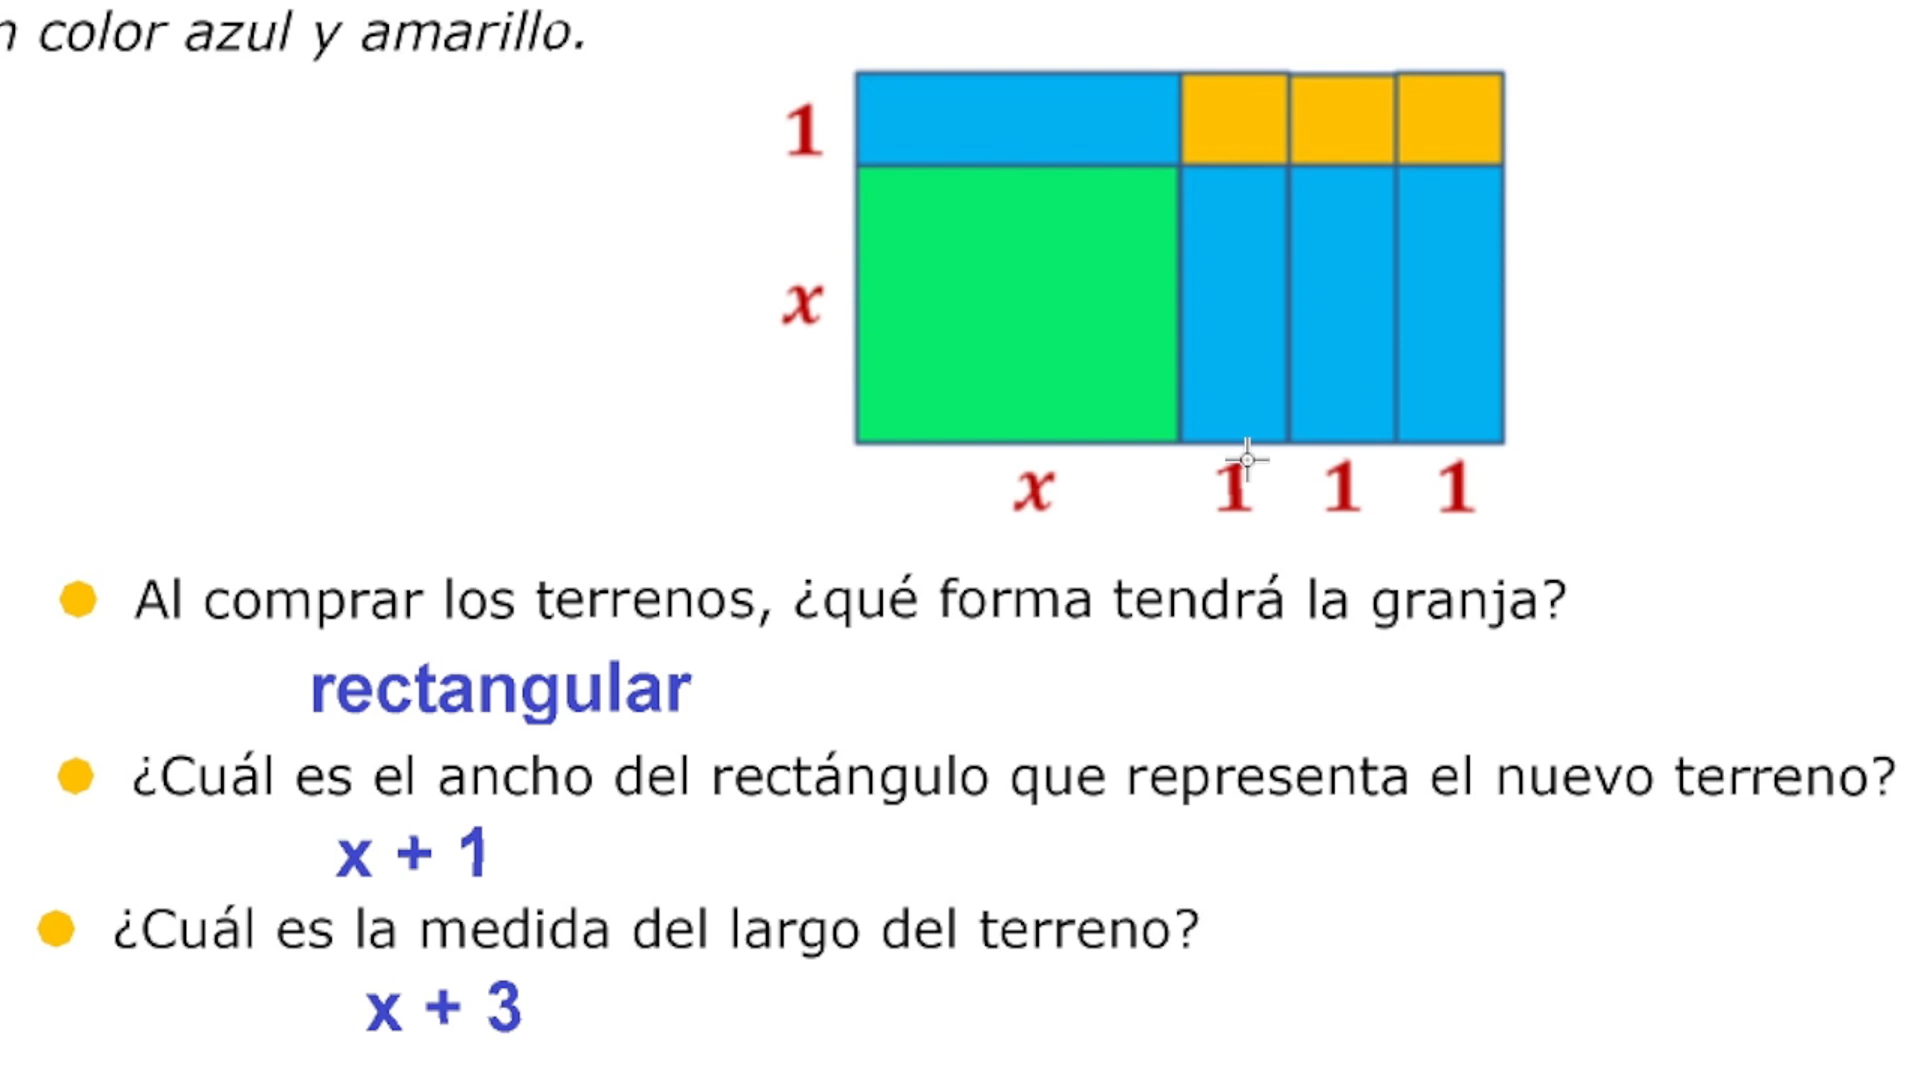 color azul y amarillo.
1
x
x 1 1 1
Al comprar los terrenos, ¿qué forma tendrá la granja?
rectangular
¿Cuál es el ancho del rectángulo que representa el nuevo terreno?
x + 1
¿Cuál es la medida del largo del terreno?
x + 3